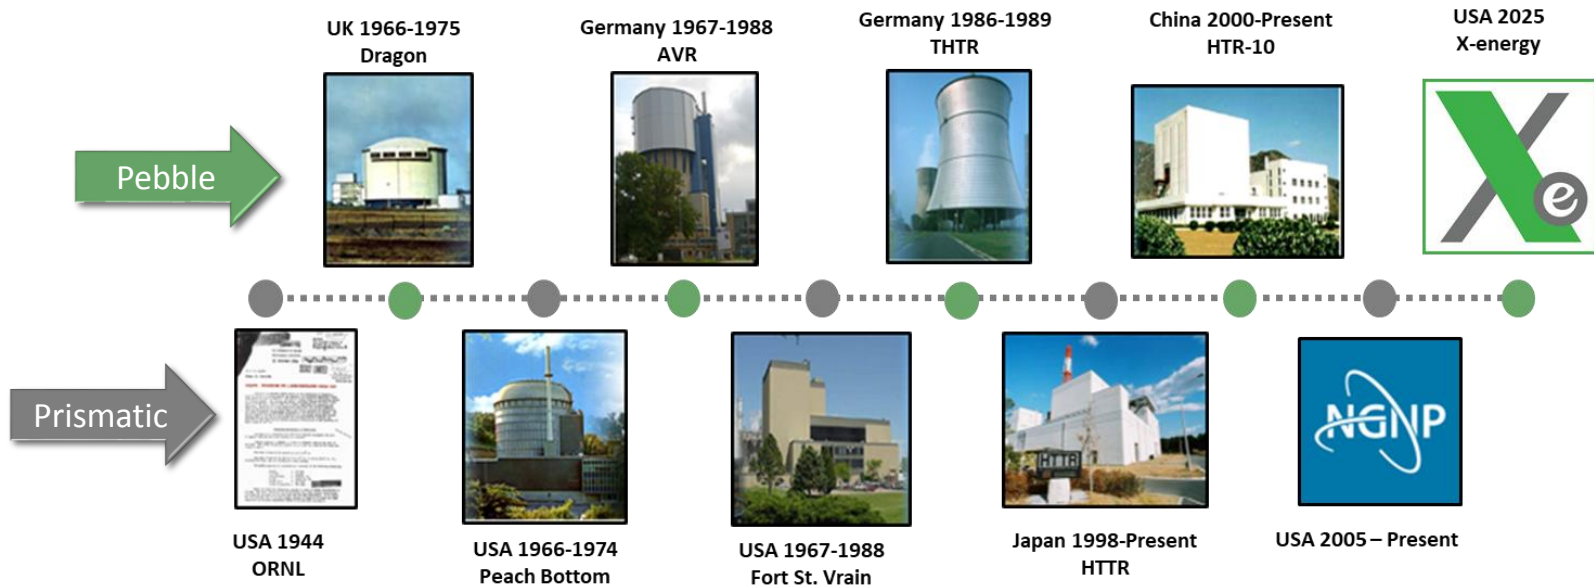 UK 1966-1975
Dragon
Germany 1967-1988
AVR
Germany 1986-1989
THTR
China 2000-Present
HTR-10
USA 2025
X-energy
Xe
Pebble
Prismatic
HTTR
NGNP
USA 1944
ORNL
USA 1966-1974
Peach Bottom
USA 1967-1988
Fort St. Vrain
Japan 1998-Present
HTTR
USA 2005 – Present